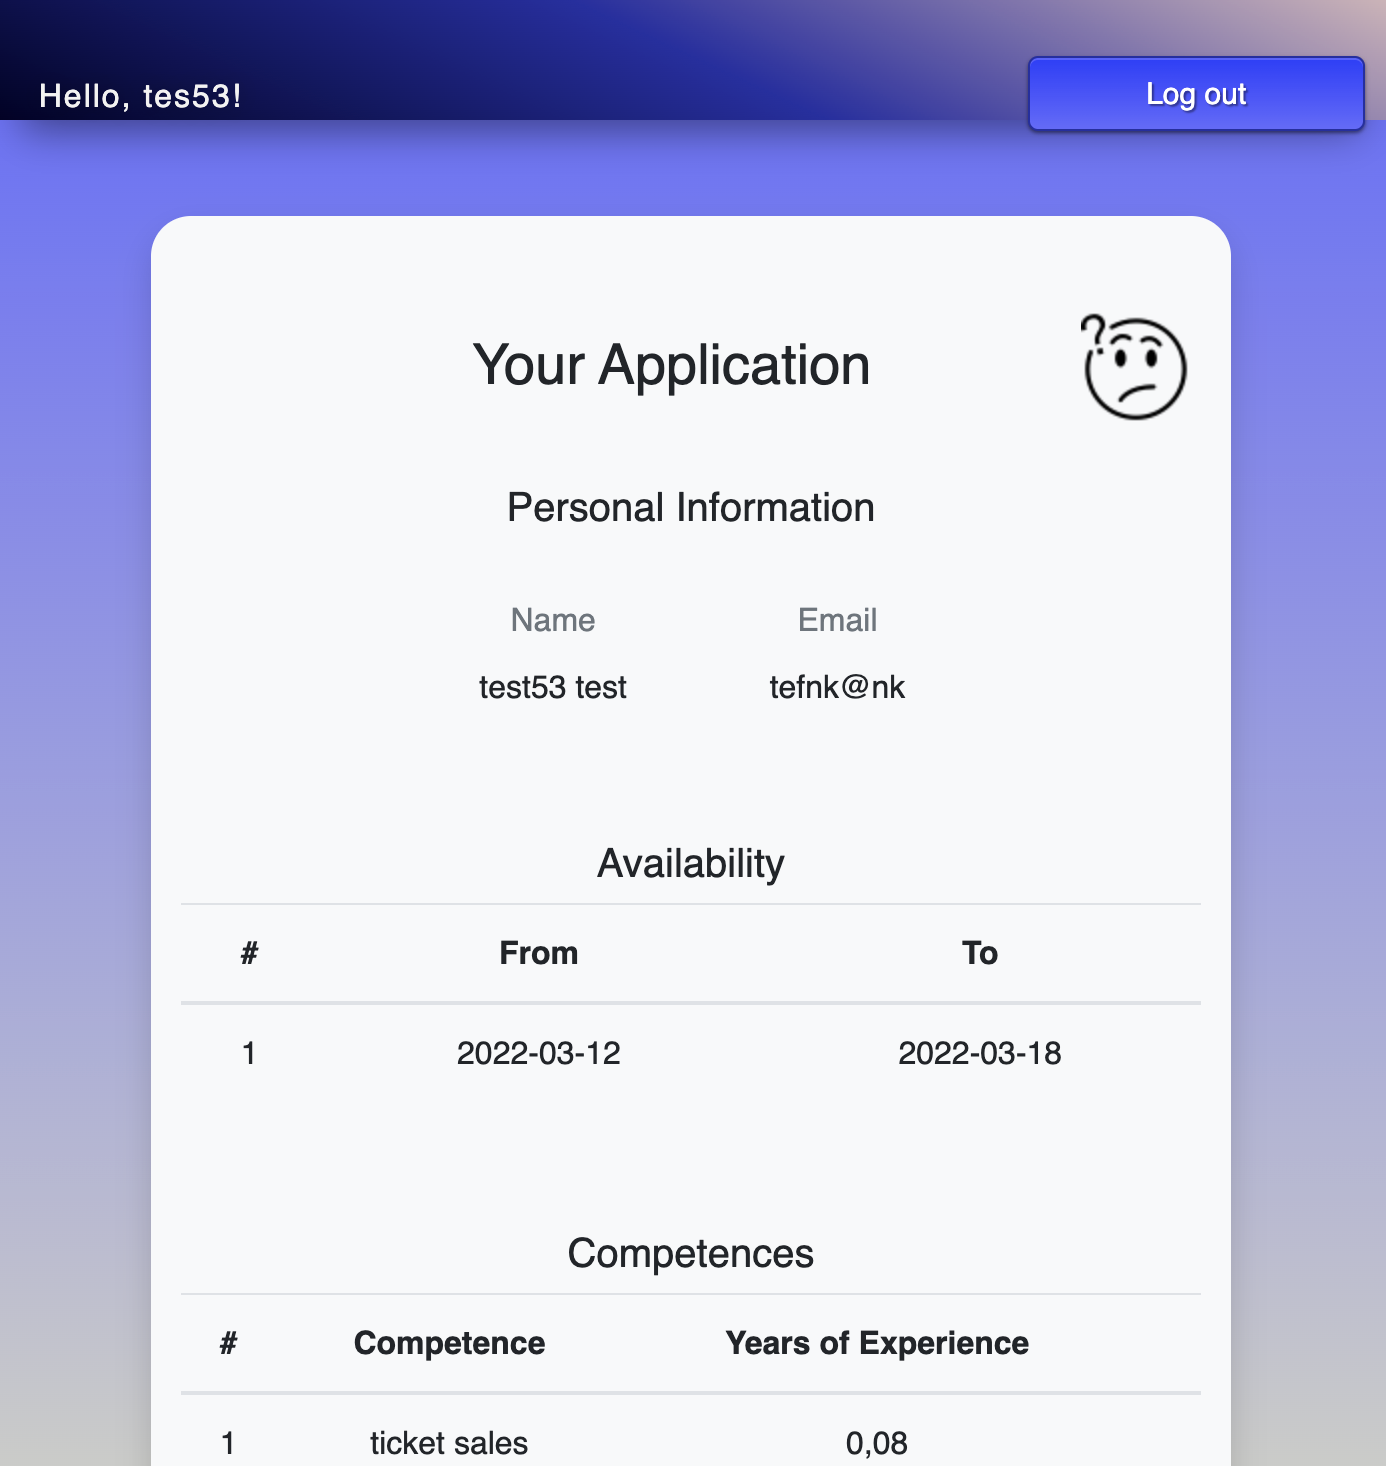 Hello, tes53!
Log out
Your Application
?
Personal Information
Name Email
test53 test tefnk@nk
Availability
# From To
1 2022-03-12 2022-03-18
Competences
# Competence Years of Experience
1 ticket sales 0,08